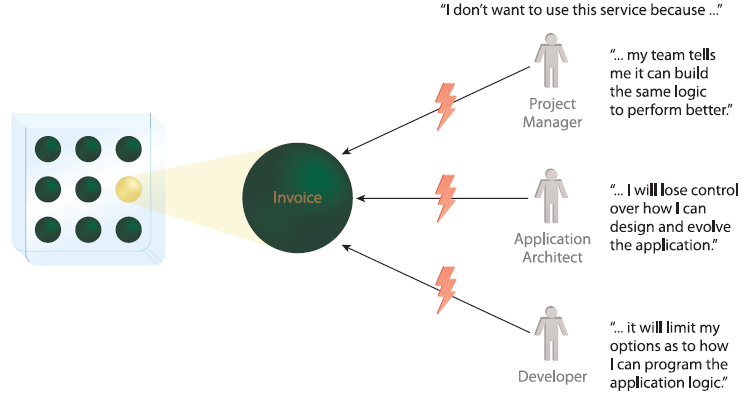 "I don't want to use this service because ..."
"... my team tells
me it can build
the same logic
to perform better."
Project
Manager
Invoice
"... I will lose control
over how I can
design and evolve
the application."
Application
Architect
"... it will limit my
options as to how
I can program the
application logic."
Developer